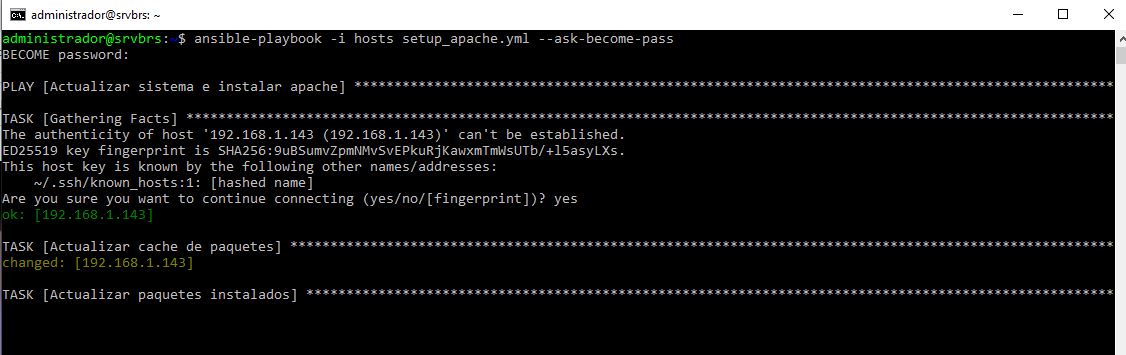 administrador@srvbrs: ~
administrador@srvbrs:~$ ansible-playbook -i hosts setup_apache.yml --ask-become-pass
BECOME password:
PLAY [Actualizar sistema e instalar apache] ***********************************************************************************************
TASK [Gathering Facts] ********************************************************************************************************************
The authenticity of host '192.168.1.143 (192.168.1.143)' can't be established.
ED25519 key fingerprint is SHA256:9uBSumvZpmNMvSvEPkuRjKawxmTmWsUTb/+l5asyLXs.
This host key is known by the following other names/addresses:
    ~/.ssh/known_hosts:1: [hashed name]
Are you sure you want to continue connecting (yes/no/[fingerprint])? yes
ok: [192.168.1.143]
TASK [Actualizar cache de paquetes] *******************************************************************************************************
changed: [192.168.1.143]
TASK [Actualizar paquetes instalados] *****************************************************************************************************